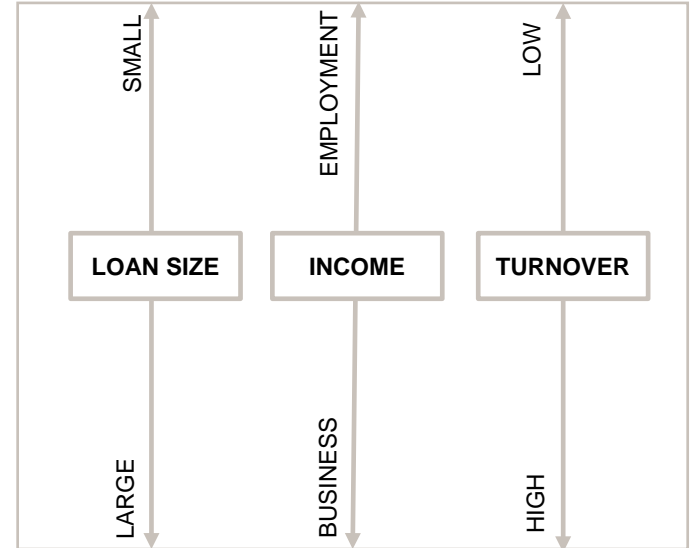 SMALL
EMPLOYMENT
LOW
LOAN SIZE
INCOME
TURNOVER
LARGE
BUSINESS
HIGH